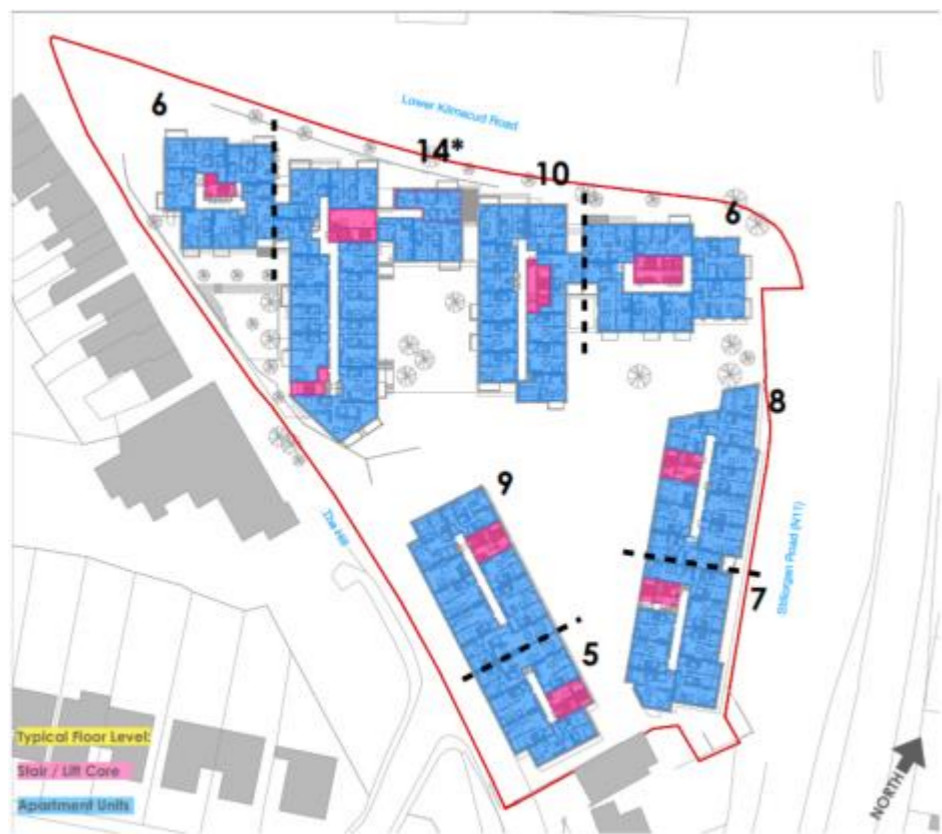 6
Lower Kilmacud Road
14*
10
6
8
9
The Hill
Stillorgan Road (N11)
7
5
Typical Floor Level:
Stair / Lift Core
Apartment Units
NORTH